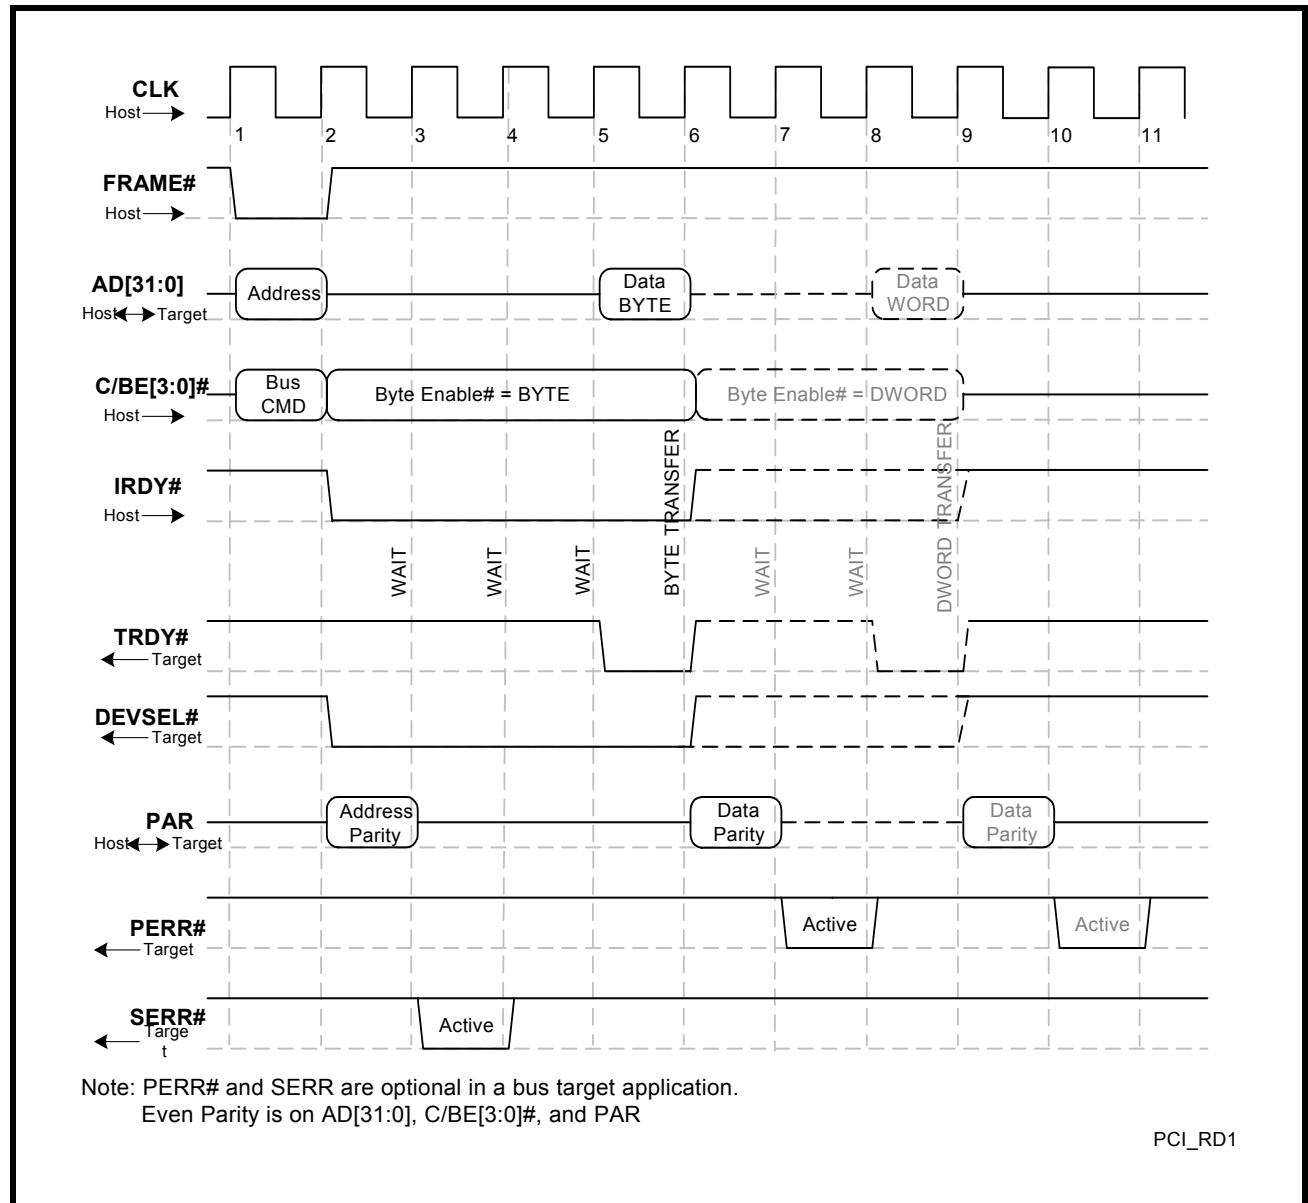 CLK
Host
1 2 3 4 5 6 7 8 9 10 11
FRAME#
Host
AD[31:0]
Host Target
Address
Data
BYTE
Data
WORD
C/BE[3:0]#
Host
Bus
CMD
Byte Enable# = BYTE
Byte Enable# = DWORD
IRDY#
Host
WAIT
WAIT
WAIT
BYTE TRANSFER
WAIT
WAIT
DWORD TRANSFER
TRDY#
Target
DEVSEL#
Target
PAR
Host Target
Address
Parity
Data
Parity
Data
Parity
PERR#
Target
Active
Active
SERR#
Targe
t
Active
Note: PERR# and SERR are optional in a bus target application.
Even Parity is on AD[31:0], C/BE[3:0]#, and PAR
PCI_RD1